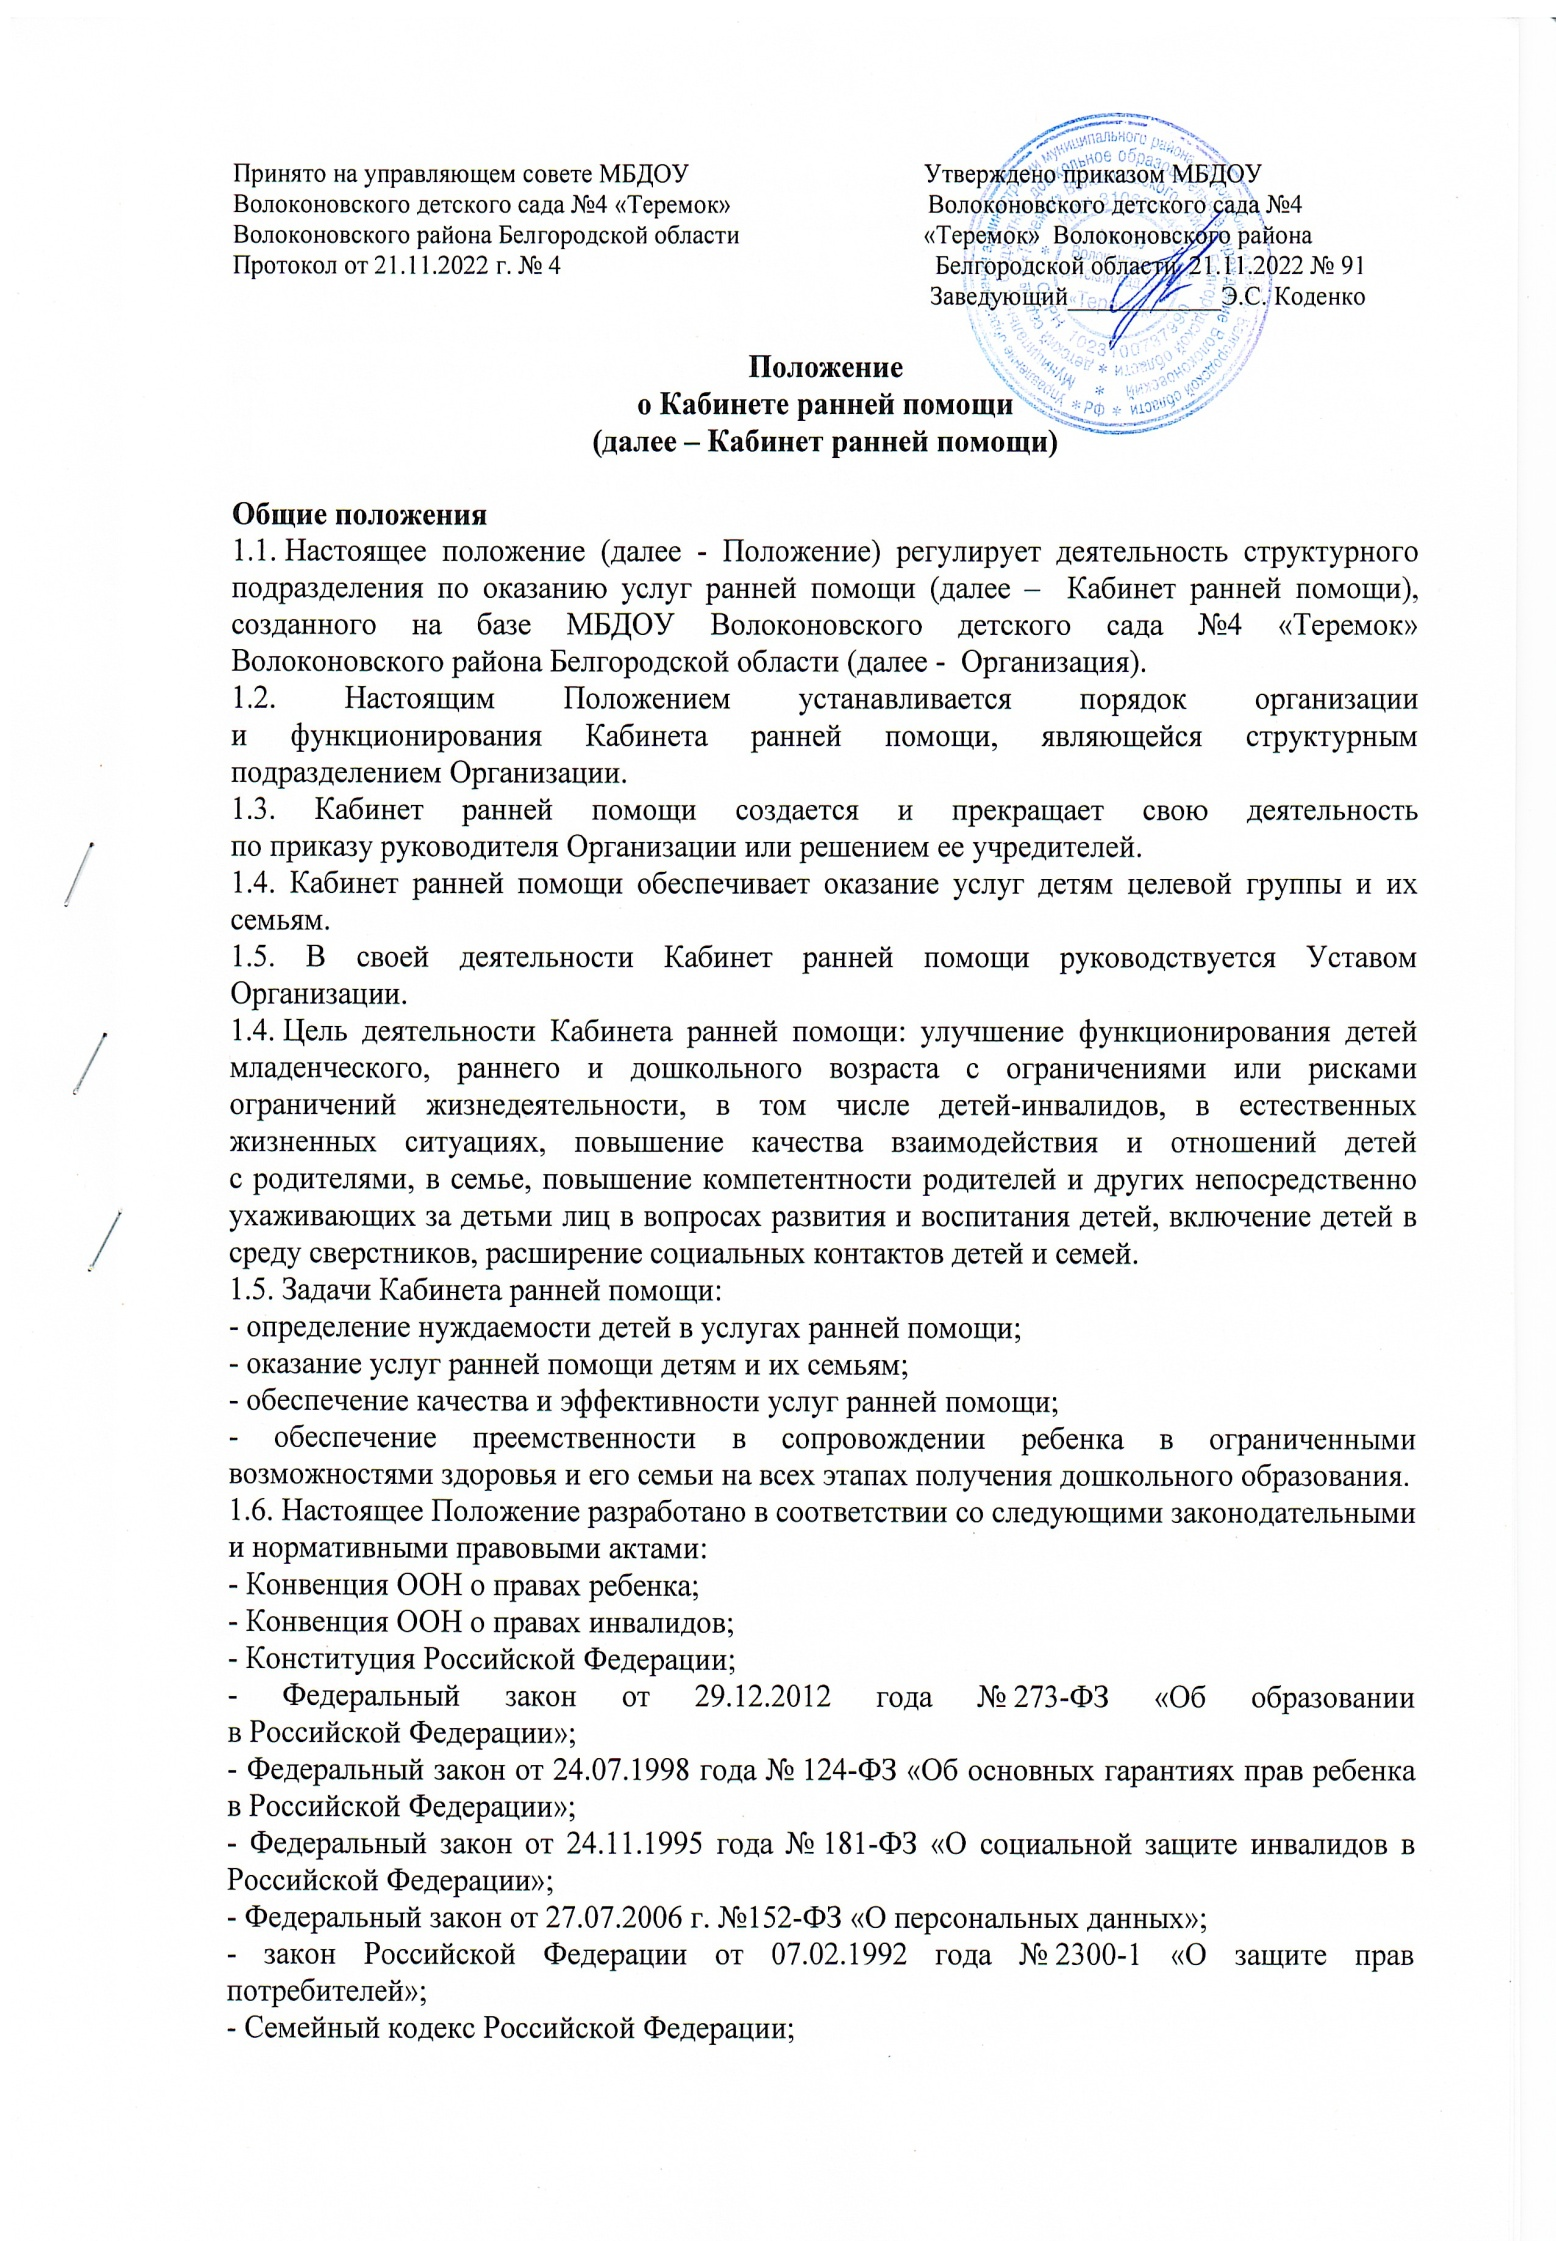 Принято на управляющем совете МБДОУ
Волоконовского детского сада №4 «Теремок»
Волоконовского района Белгородской области
Протокол от 21.11.2022 г. № 4
Утверждено приказом МБДОУ
Волоконовского детского сада №4
«Теремок» Волоконовского района
Белгородской области 21.11.2022 № 91
Заведующий____________Э.С. Коденко
Положение
о Кабинете ранней помощи
(далее – Кабинет ранней помощи)
Общие положения
1.1. Настоящее положение (далее - Положение) регулирует деятельность структурного
подразделения по оказанию услуг ранней помощи (далее – Кабинет ранней помощи),
созданного на базе МБДОУ Волоконовского детского сада №4 «Теремок»
Волоконовского района Белгородской области (далее - Организация).
1.2. Настоящим Положением устанавливается порядок организации
и функционирования Кабинета ранней помощи, являющейся структурным
подразделением Организации.
1.3. Кабинет ранней помощи создается и прекращает свою деятельность
по приказу руководителя Организации или решением ее учредителей.
1.4. Кабинет ранней помощи обеспечивает оказание услуг детям целевой группы и их
семьям.
1.5. В своей деятельности Кабинет ранней помощи руководствуется Уставом
Организации.
1.4. Цель деятельности Кабинета ранней помощи: улучшение функционирования детей
младенческого, раннего и дошкольного возраста с ограничениями или рисками
ограничений жизнедеятельности, в том числе детей-инвалидов, в естественных
жизненных ситуациях, повышение качества взаимодействия и отношений детей
с родителями, в семье, повышение компетентности родителей и других непосредственно
ухаживающих за детьми лиц в вопросах развития и воспитания детей, включение детей в
среду сверстников, расширение социальных контактов детей и семей.
1.5. Задачи Кабинета ранней помощи:
- определение нуждаемости детей в услугах ранней помощи;
- оказание услуг ранней помощи детям и их семьям;
- обеспечение качества и эффективности услуг ранней помощи;
- обеспечение преемственности в сопровождении ребенка в ограниченными
возможностями здоровья и его семьи на всех этапах получения дошкольного образования.
1.6. Настоящее Положение разработано в соответствии со следующими законодательными
и нормативными правовыми актами:
- Конвенция ООН о правах ребенка;
- Конвенция ООН о правах инвалидов;
- Конституция Российской Федерации;
- Федеральный закон от 29.12.2012 года № 273-ФЗ «Об образовании
в Российской Федерации»;
- Федеральный закон от 24.07.1998 года № 124-ФЗ «Об основных гарантиях прав ребенка
в Российской Федерации»;
- Федеральный закон от 24.11.1995 года № 181-ФЗ «О социальной защите инвалидов в
Российской Федерации»;
- Федеральный закон от 27.07.2006 г. №152-ФЗ «О персональных данных»;
- закон Российской Федерации от 07.02.1992 года № 2300-1 «О защите прав
потребителей»;
- Семейный кодекс Российской Федерации;